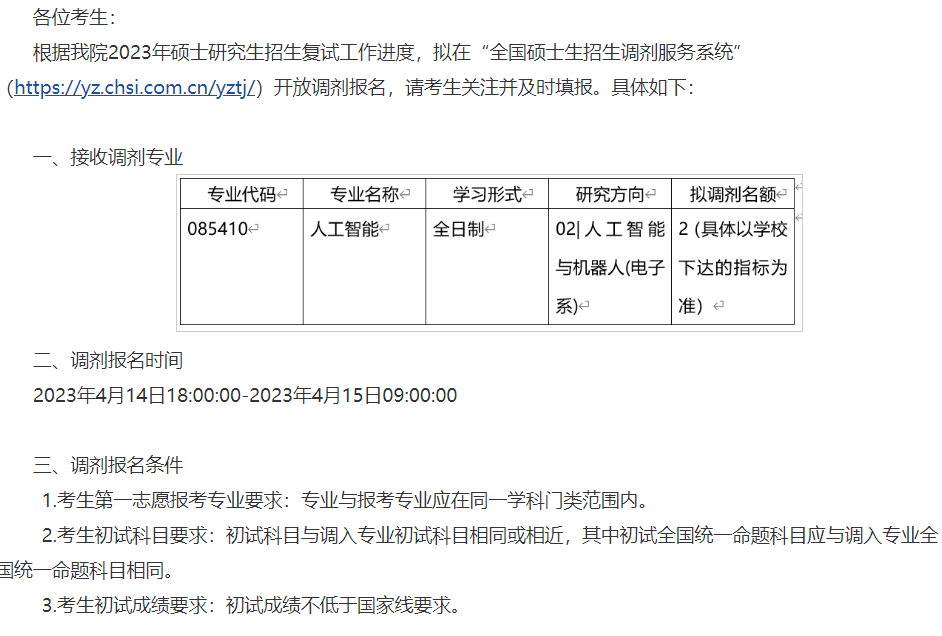 各位考生：
根据我院2023年硕士研究生招生复试工作进度，拟在“全国硕士生招生调剂服务系统”
（https://yz.chsi.com.cn/yztj/）开放调剂报名，请考生关注并及时填报。具体如下：
一、接收调剂专业
专业代码↵ 专业名称↵ 学习形式↵ 研究方向↵ 拟调剂名额↵
085410↵ 人工智能↵ 全日制↵ 02|人工智能 2（具体以学校
与机器人(电子 下达的指标为
系)↵ 准）↵
二、调剂报名时间
2023年4月14日18:00:00-2023年4月15日09:00:00
三、调剂报名条件
1.考生第一志愿报考专业要求：专业与报考专业应在同一学科门类范围内。
2.考生初试科目要求：初试科目与调入专业初试科目相同或相近，其中初试全国统一命题科目应与调入专业全
国统一命题科目相同。
3.考生初试成绩要求：初试成绩不低于国家线要求。